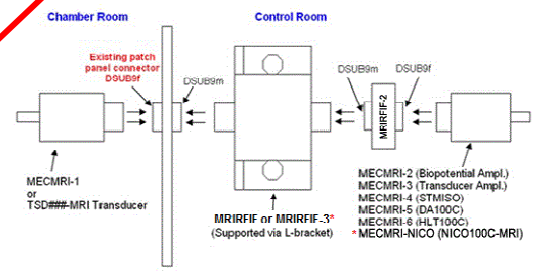 Chamber Room
Control Room
Existing patch
panel connector
DSUB9f
DSUB9m
DSUB9m
DSUB9f
MRIRFIF-2
MECMRI-1
or
TSD###-MRI Transducer
MRIRFIF or MRIRFIF-3*
(Supported via L-bracket)
MECMRI-2 (Biopotential Ampl.)
MECMRI-3 (Transducer Ampl.)
MECMRI-4 (STMISO)
MECMRI-5 (DA100C)
MECMRI-6 (HLT100C)
* MECMRI-NICO (NICO100C-MRI)